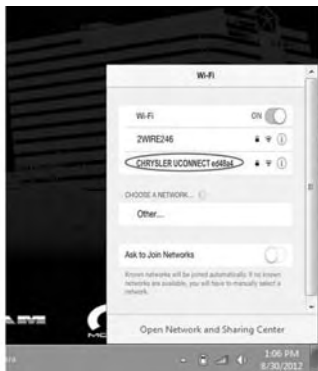 Wi-Fi
Wi-Fi ON
2WIRE246
CHRYSLER UCONNECT ed48a4
CHOOSE A NETWORK...
Other...
Ask to Join Networks
Known networks will be joined automatically. If no known
networks are available, you will have to manually select a
network.
Open Network and Sharing Center
1:06 PM
8/30/2012